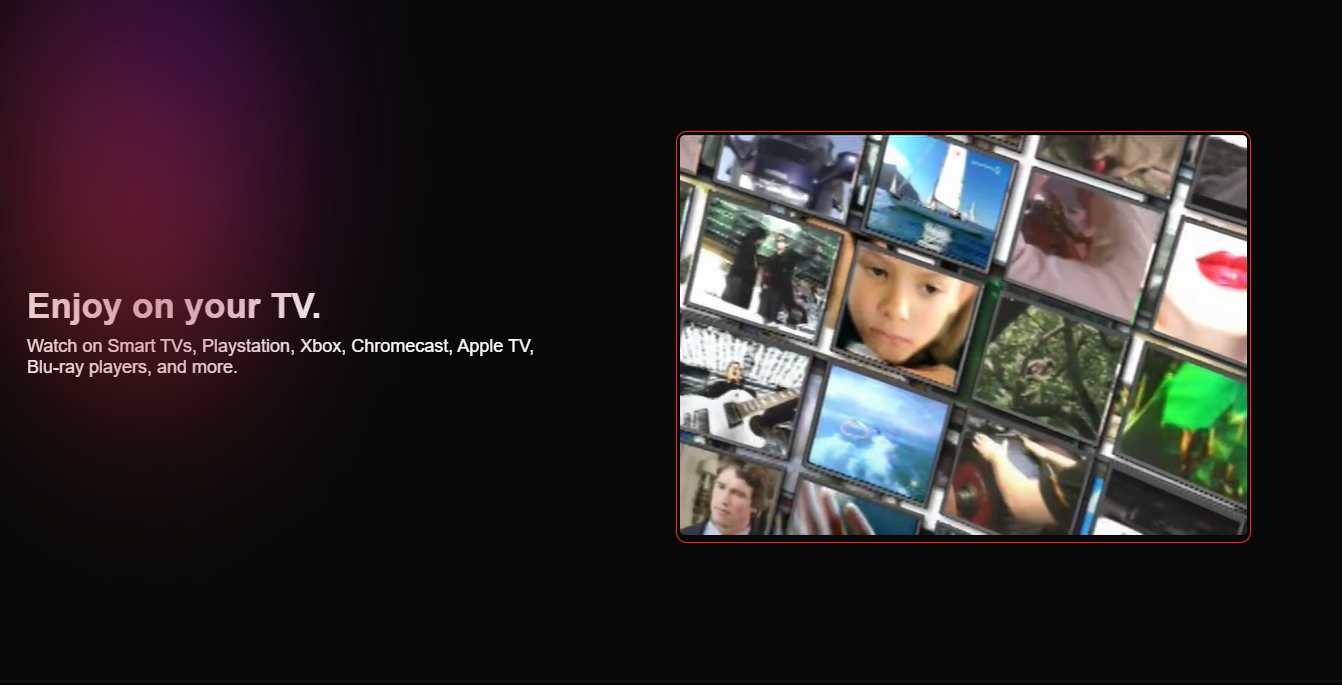 Enjoy on your TV.
Watch on Smart TVs, Playstation, Xbox, Chromecast, Apple TV,
Blu-ray players, and more.